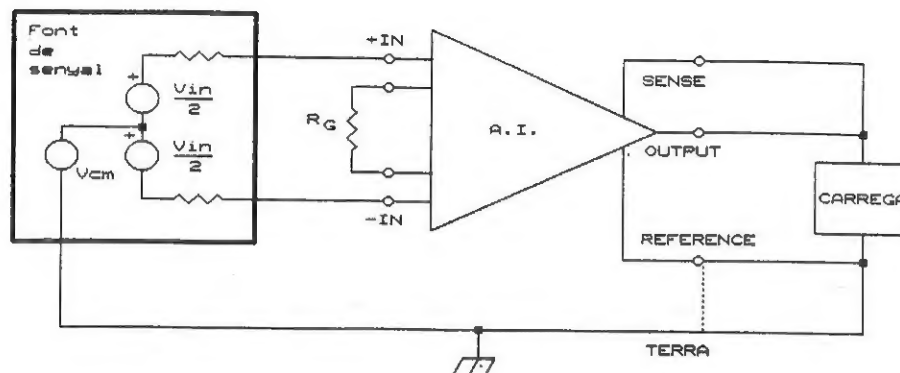 Font
de
senyal
+
Vin
2
+
Vin
2
Vcm
+IN
RG
-IN
A.I.
SENSE
OUTPUT
CARREGA
REFERENCE
TERRA